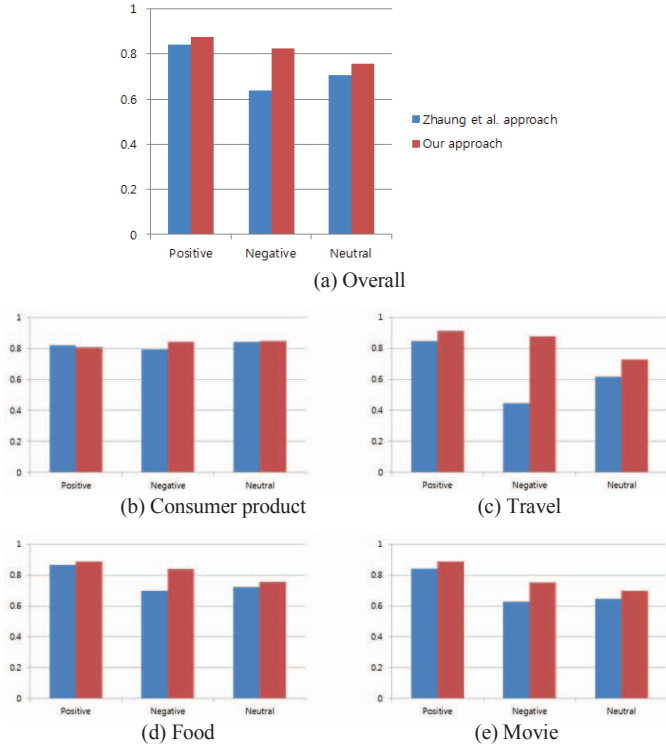 1
0.8
0.6
0.4
0.2
0
Positive Negative Neutral
Zhaung et al. approach
Our approach
(a) Overall
1
0.8
0.6
0.4
0.2
0
Positive Negative Neutral
(b) Consumer product
1
0.8
0.6
0.4
0.2
0
Positive Negative Neutral
(c) Travel
1
0.8
0.6
0.4
0.2
0
Positive Negative Neutral
(d) Food
1
0.8
0.6
0.4
0.2
0
Positive Negative Neutral
(e) Movie